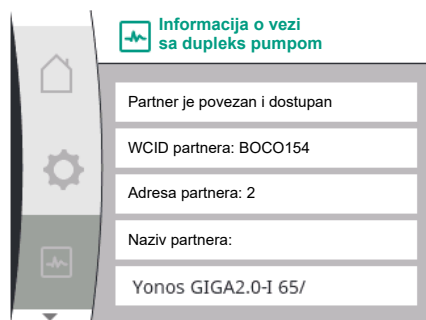 Informacija o vezi
sa dupleks pumpom
Partner je povezan i dostupan
WCID partnera: BOCO154
Adresa partnera: 2
Naziv partnera:
Yonos GIGA2.0-I 65/